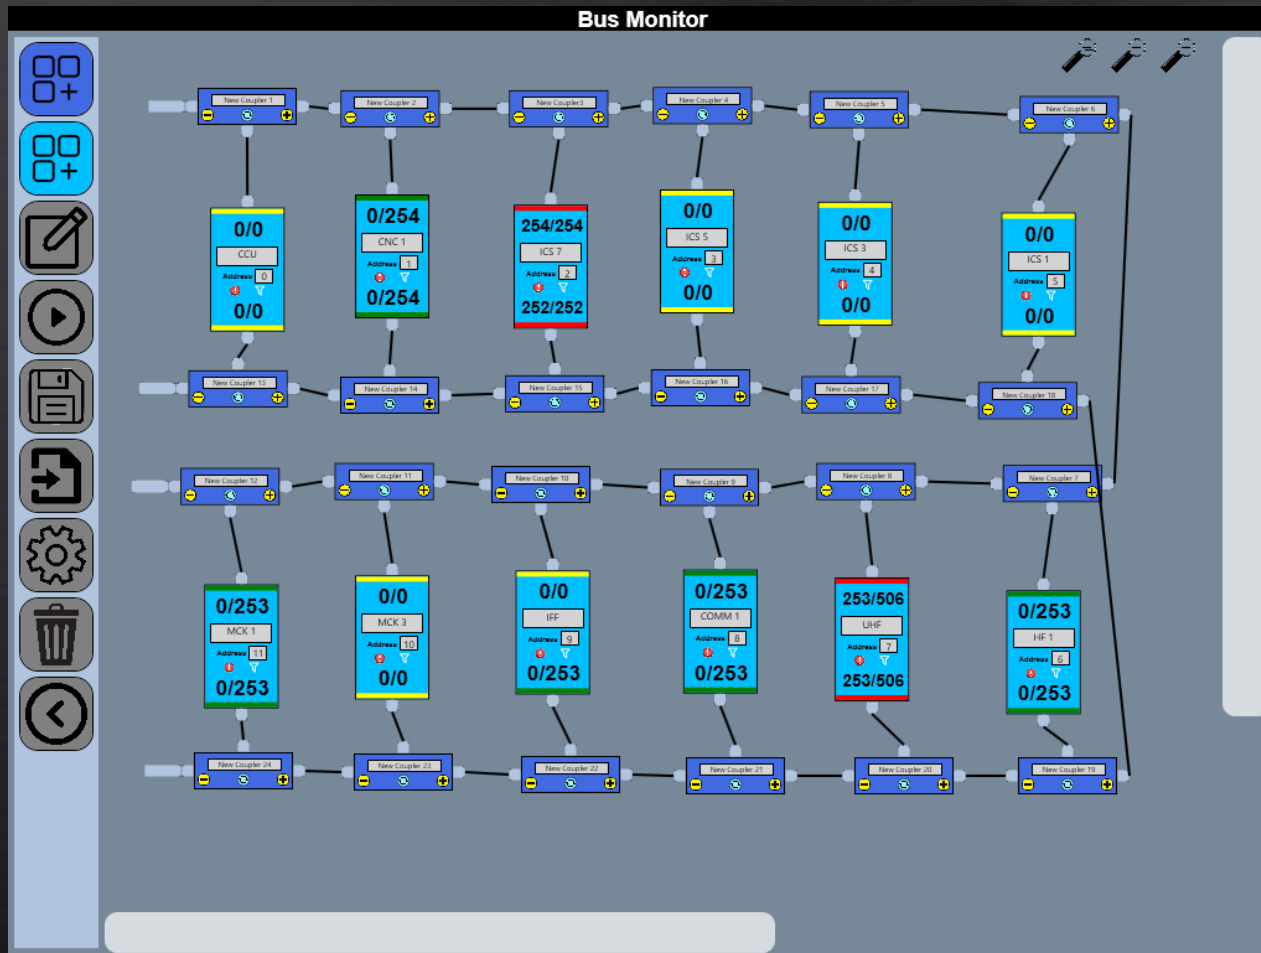 Bus Monitor
New Coupler 1
New Coupler 2
New Coupler3
New Coupler 4
New Coupler 5
New Coupler 6
0/0
CCU
Address 0
0/0
0/254
CNC 1
Address 1
0/254
254/254
ICS 7
Address 2
252/252
0/0
ICS 5
Address 3
0/0
0/0
ICS 3
Address 4
0/0
0/0
ICS 1
Address 5
0/0
New Coupler 13
New Coupler 14
New Coupler 15
New Coupler 16
New Coupler 17
New Coupler 18
New Coupler 12
New Coupler 11
New Coupler 10
New Coupler 9
New Coupler 8
New Coupler 7
0/253
MCK 1
Address 11
0/253
0/0
MCK 3
Address 10
0/0
0/0
IFF
Address 9
0/253
0/253
COMM 1
Address 8
0/253
253/506
UHF
Address 7
253/506
0/253
HF 1
Address 6
0/253
New Coupler 24
New Coupler 23
New Coupler 22
New Coupler 21
New Coupler 20
New Coupler 19